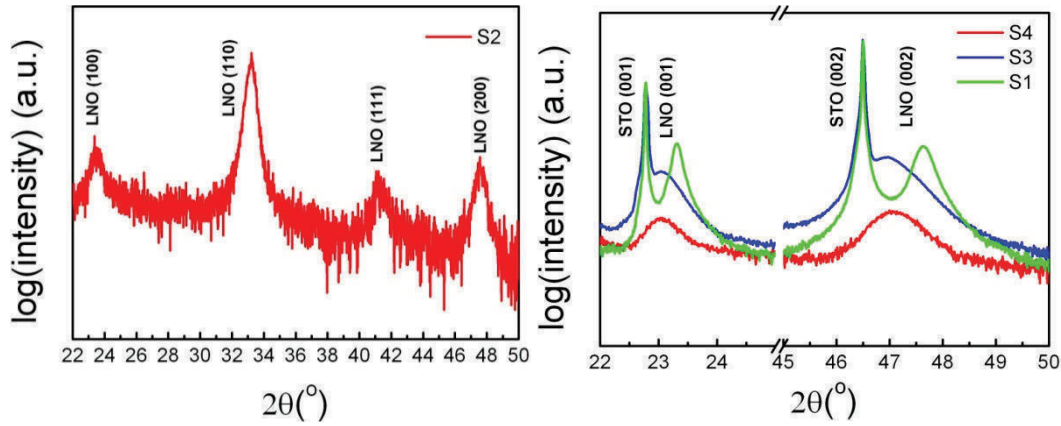 log(intensity) (a.u.)
LNO (100)
LNO (110)
LNO (111)
LNO (200)
S2
22 24 26 28 30 32 34 36 38 40 42 44 46 48 50
2θ(°)
log(intensity) (a.u.)
STO (001)
LNO (001)
STO (002)
LNO (002)
S4
S3
S1
22 23 24 45 46 47 48 49 50
2θ(°)